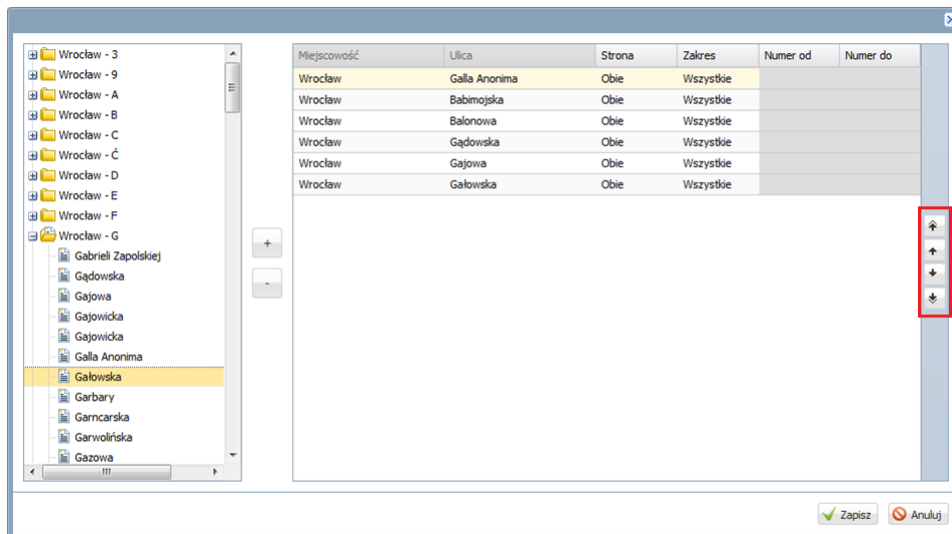 Wrocław - 3
Wrocław - 9
Wrocław - A
Wrocław - B
Wrocław - C
Wrocław - Ć
Wrocław - D
Wrocław - E
Wrocław - F
Wrocław - G
Gabrieli Zapolskiej
Gądowska
Gajowa
Gajowicka
Gajowicka
Galla Anonima
Gałowska
Garbary
Garncarska
Garwolińska
Gazowa
+
-
Miejscowość Ulica Strona Zakres Numer od Numer do
Wrocław Galla Anonima Obie Wszystkie
Wrocław Babimojska Obie Wszystkie
Wrocław Balonowa Obie Wszystkie
Wrocław Gądowska Obie Wszystkie
Wrocław Gajowa Obie Wszystkie
Wrocław Gałowska Obie Wszystkie
Zapisz Anuluj